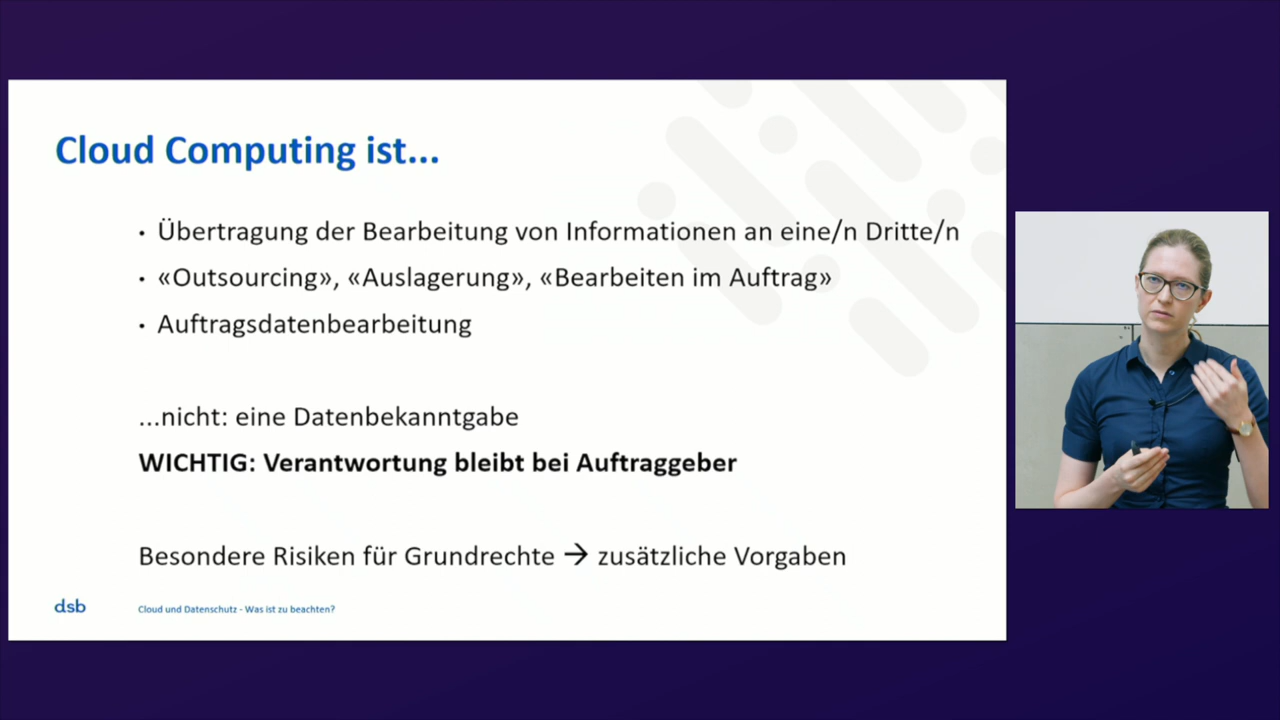 Cloud Computing ist...
• Übertragung der Bearbeitung von Informationen an eine/n Dritte/n
• «Outsourcing», «Auslagerung», «Bearbeiten im Auftrag»
• Auftragsdatenbearbeitung
...nicht: eine Datenbekanntgabe
WICHTIG: Verantwortung bleibt bei Auftraggeber
Besondere Risiken für Grundrechte → zusätzliche Vorgaben
dsb
Cloud und Datenschutz - Was ist zu beachten?